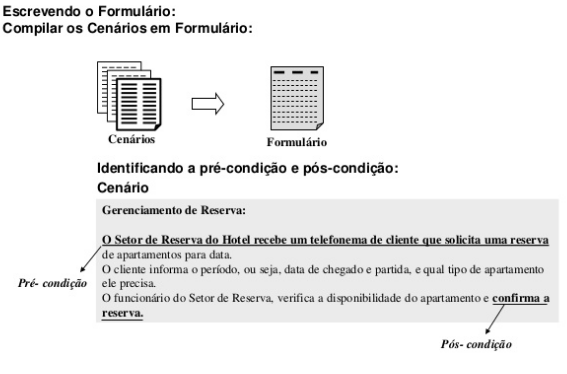 Escrevendo o Formulário:
Compilar os Cenários em Formulário:
Cenários
Formulário
Identificando a pré-condição e pós-condição:
Cenário
Gerenciamento de Reserva:
O Setor de Reserva do Hotel recebe um telefonema de cliente que solicita uma reserva
de apartamentos para data.
O cliente informa o período, ou seja, data de chegado e partida, e qual tipo de apartamento
ele precisa.
Pré- condição
O funcionário do Setor de Reserva, verifica a disponibilidade do apartamento e confirma a
reserva.
Pós- condição